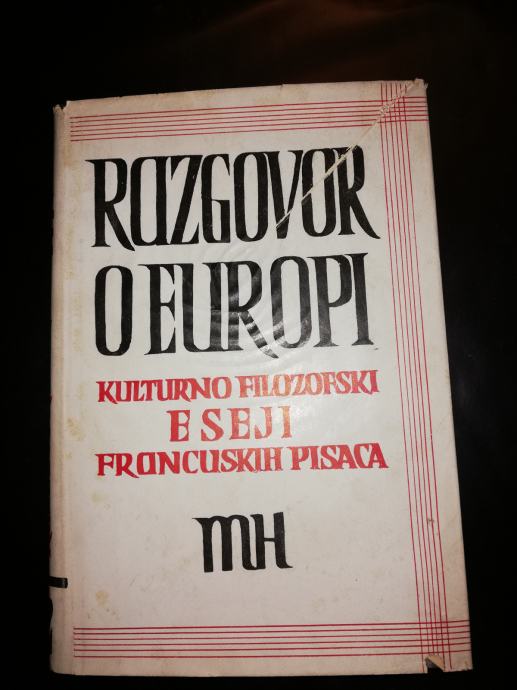 RAZGOVOR
O EUROPI
KULTURNO FILOZOFSKI
ESEJI
FRANCUSKIH PISACA
MH